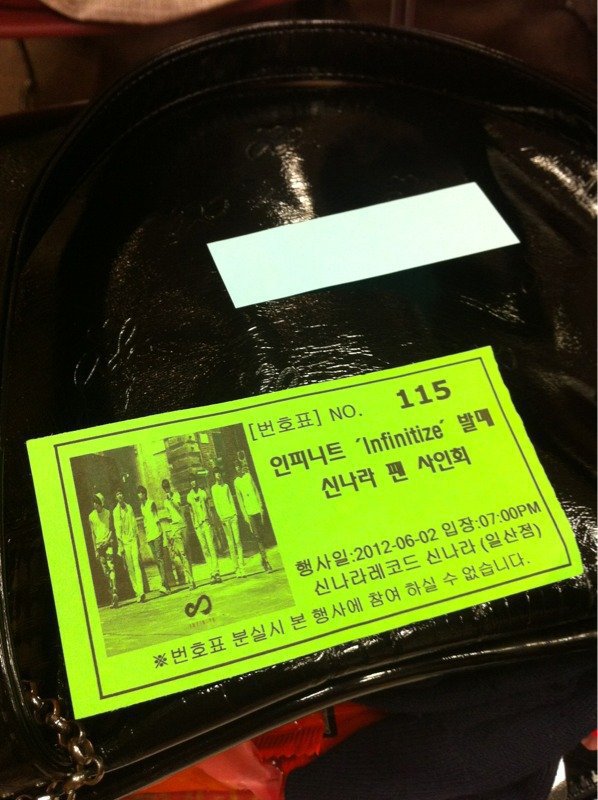 [번호표] NO. 115
인피니트 'Infinitize' 발매
신나라 팬 사인회
행사일:2012-06-02 입장:07:00PM
신나라레코드 신나라 (일산점)
※번호표 분실시 본 행사에 참여 하실 수 없습니다.
INFINITE